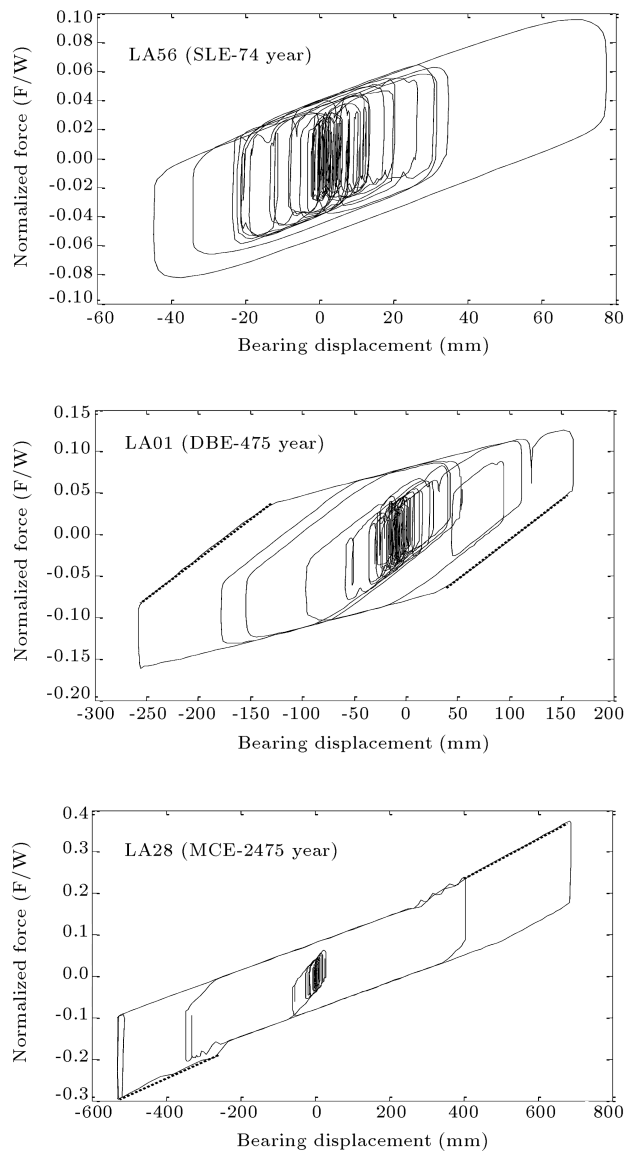 0.10
0.08
0.06
0.04
0.02
0.00
-0.02
-0.04
-0.06
-0.08
-0.10
Normalized force (F/W)
LA56 (SLE-74 year)
-60 -40 -20 0 20 40 60 80
Bearing displacement (mm)
0.15
0.10
0.05
0.00
-0.05
-0.10
-0.15
-0.20
Normalized force (F/W)
LA01 (DBE-475 year)
-300 -250 -200 -150 -100 -50 0 50 100 150 200
Bearing displacement (mm)
0.4
0.3
0.2
0.1
0.0
-0.1
-0.2
-0.3
Normalized force (F/W)
LA28 (MCE-2475 year)
-600 -400 -200 0 200 400 600 800
Bearing displacement (mm)